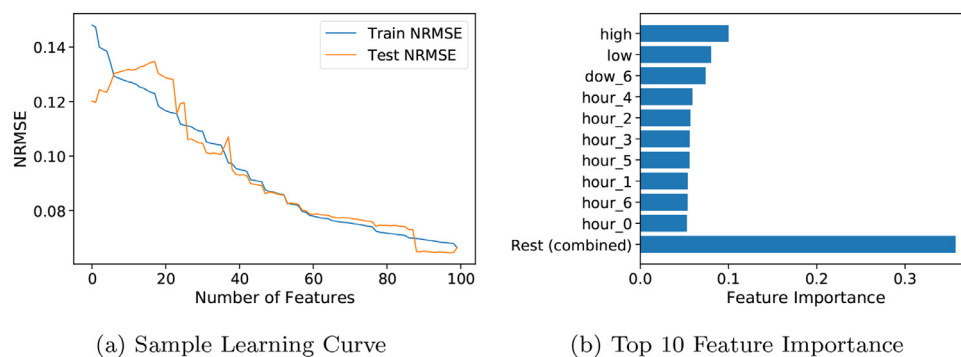 Train NRMSE
Test NRMSE
0.14
0.12
0.10
0.08
NRMSE
0 20 40 60 80 100
Number of Features
(a) Sample Learning Curve
high
low
dow_6
hour_4
hour_2
hour_3
hour_5
hour_1
hour_6
hour_0
Rest (combined)
0.0 0.1 0.2 0.3
Feature Importance
(b) Top 10 Feature Importance